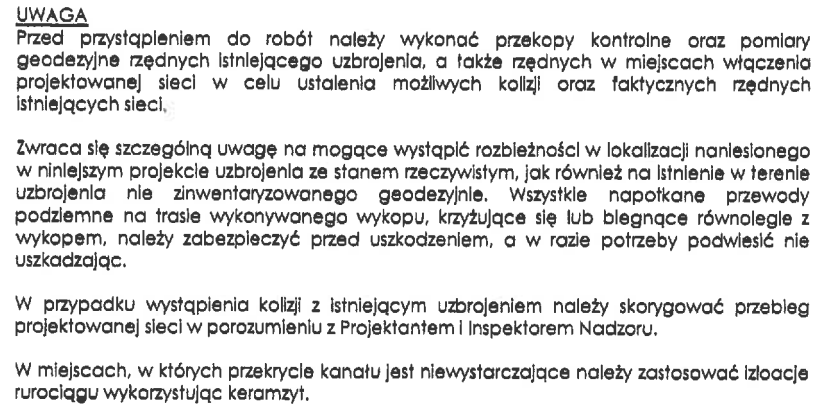 UWAGA
Przed przystąpieniem do robót należy wykonać przekopy kontrolne oraz pomiary
geodezyjne rzędnych istniejącego uzbrojenia, a także rzędnych w miejscach włączenia
projektowanej sieci w celu ustalenia możliwych kolizji oraz faktycznych rzędnych
istniejących sieci.
Zwraca się szczególną uwagę na mogące wystąpić rozbieżności w lokalizacji naniesionego
w niniejszym projekcie uzbrojenia ze stanem rzeczywistym, jak również na istnienie w terenie
uzbrojenia nie zinwentaryzowanego geodezyjnie. Wszystkie napotkane przewody
podziemne na trasie wykonywanego wykopu, krzyżujące się lub biegnące równolegle z
wykopem, należy zabezpieczyć przed uszkodzeniem, a w razie potrzeby podwiesić nie
uszkadzając.
W przypadku wystąpienia kolizji z istniejącym uzbrojeniem należy skorygować przebieg
projektowanej sieci w porozumieniu z Projektantem i Inspektorem Nadzoru.
W miejscach, w których przekrycie kanału jest niewystarczające należy zastosować izloacje
rurociągu wykorzystując keramzyt.